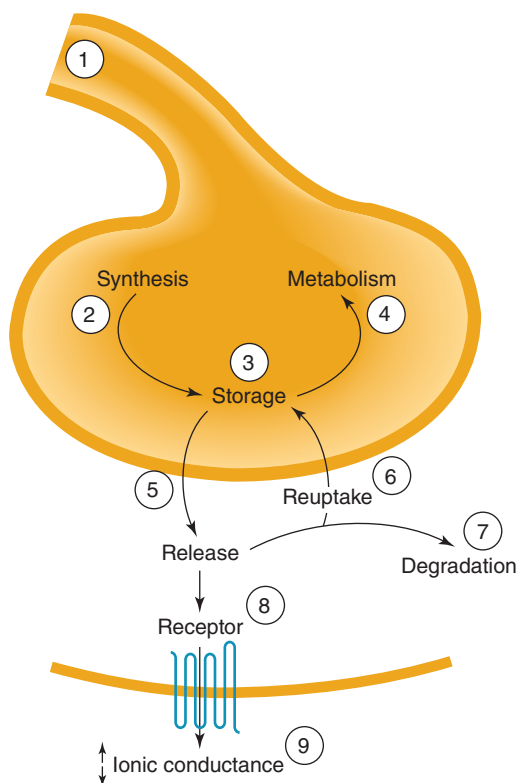 1
Synthesis
Metabolism
2
4
3
Storage
5
6
Reuptake
7
Release
Degradation
8
Receptor
9
Ionic conductance